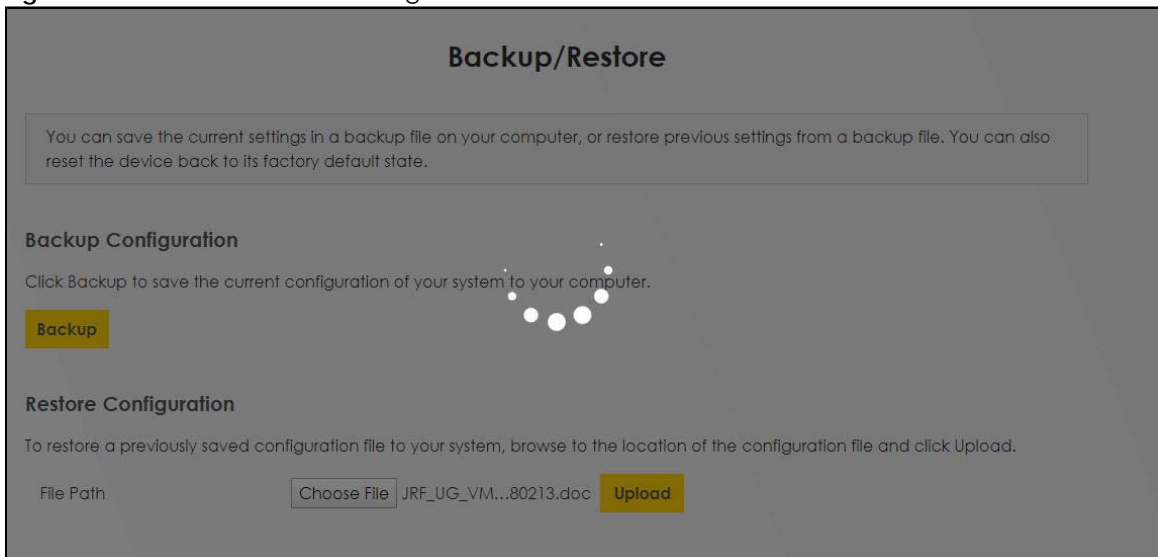 Backup/Restore
You can save the current settings in a backup file on your computer, or restore previous settings from a backup file. You can also
reset the device back to its factory default state.
Backup Configuration
Click Backup to save the current configuration of your system to your computer.
Backup
Restore Configuration
To restore a previously saved configuration file to your system, browse to the location of the configuration file and click Upload.
File Path Choose File JRF_UG_VM...80213.doc Upload